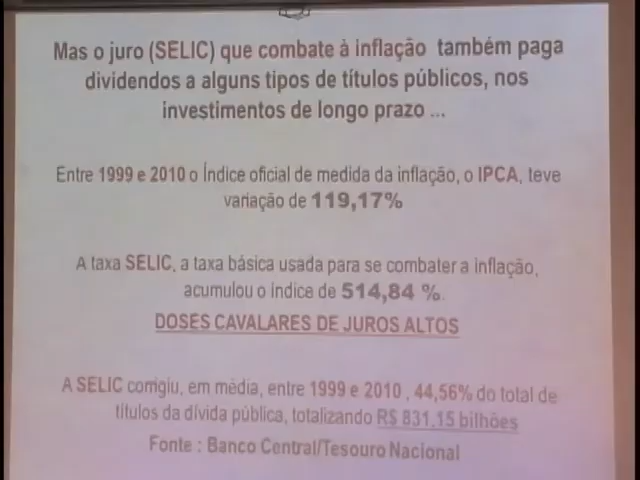 Mas o juro (SELIC) que combate à inflação também paga
dividendos a alguns tipos de títulos públicos, nos
investimentos de longo prazo ...
Entre 1999 e 2010 o Índice oficial de medida da inflação, o IPCA, teve
variação de 119,17%
A taxa SELIC, a taxa básica usada para se combater a inflação,
acumulou o índice de 514,84 %.
DOSES CAVALARES DE JUROS ALTOS
A SELIC corrigiu, em média, entre 1999 e 2010 , 44,56% do total de
títulos da dívida pública, totalizando R$ 831,15 bilhões
Fonte : Banco Central/Tesouro Nacional